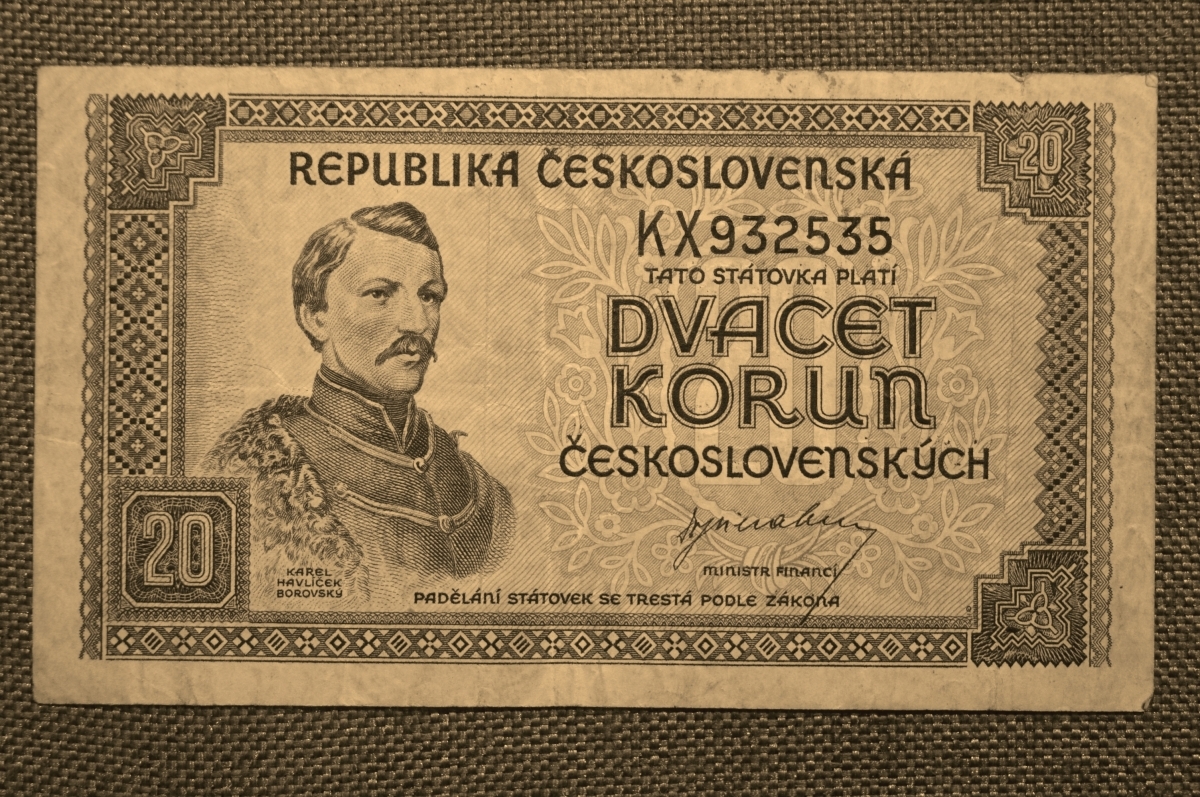 REPUBLIKA ČESKOSLOVENSKÁ
20
KX932535
TATO STÁTOVKA PLATÍ
DVACET
KORUN
ČESKOSLOVENSKÝCH
20
KAREL
HAVLÍČEK
BOROVSKÝ
MINISTR FINANCÍ
PADĚLÁNÍ STÁTOVEK SE TRESTÁ PODLE ZÁKONA